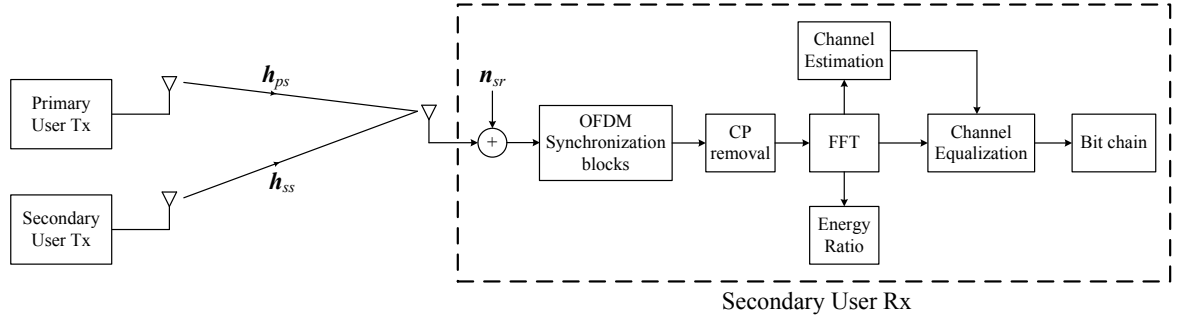 Primary
User Tx
h_ps
Secondary
User Tx
h_ss
n_sr
+
OFDM
Synchronization
blocks
CP
removal
FFT
Channel
Estimation
Energy
Ratio
Channel
Equalization
Bit chain
Secondary User Rx